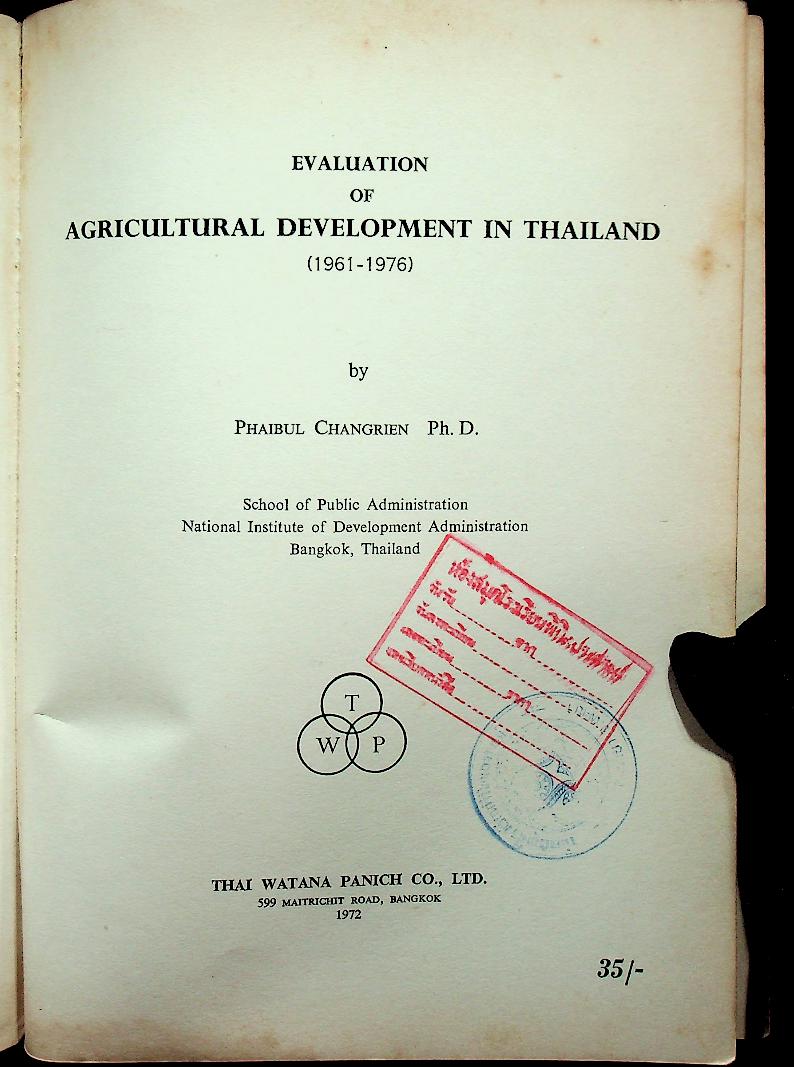 EVALUATION
OF
AGRICULTURAL DEVELOPMENT IN THAILAND
(1961-1976)
by
PHAIBUL CHANGRIEN Ph. D.
School of Public Administration
National Institute of Development Administration
Bangkok, Thailand
T
W P
THAI WATANA PANICH CO., LTD.
599 MAITRICHIT ROAD, BANGKOK
1972
35/-